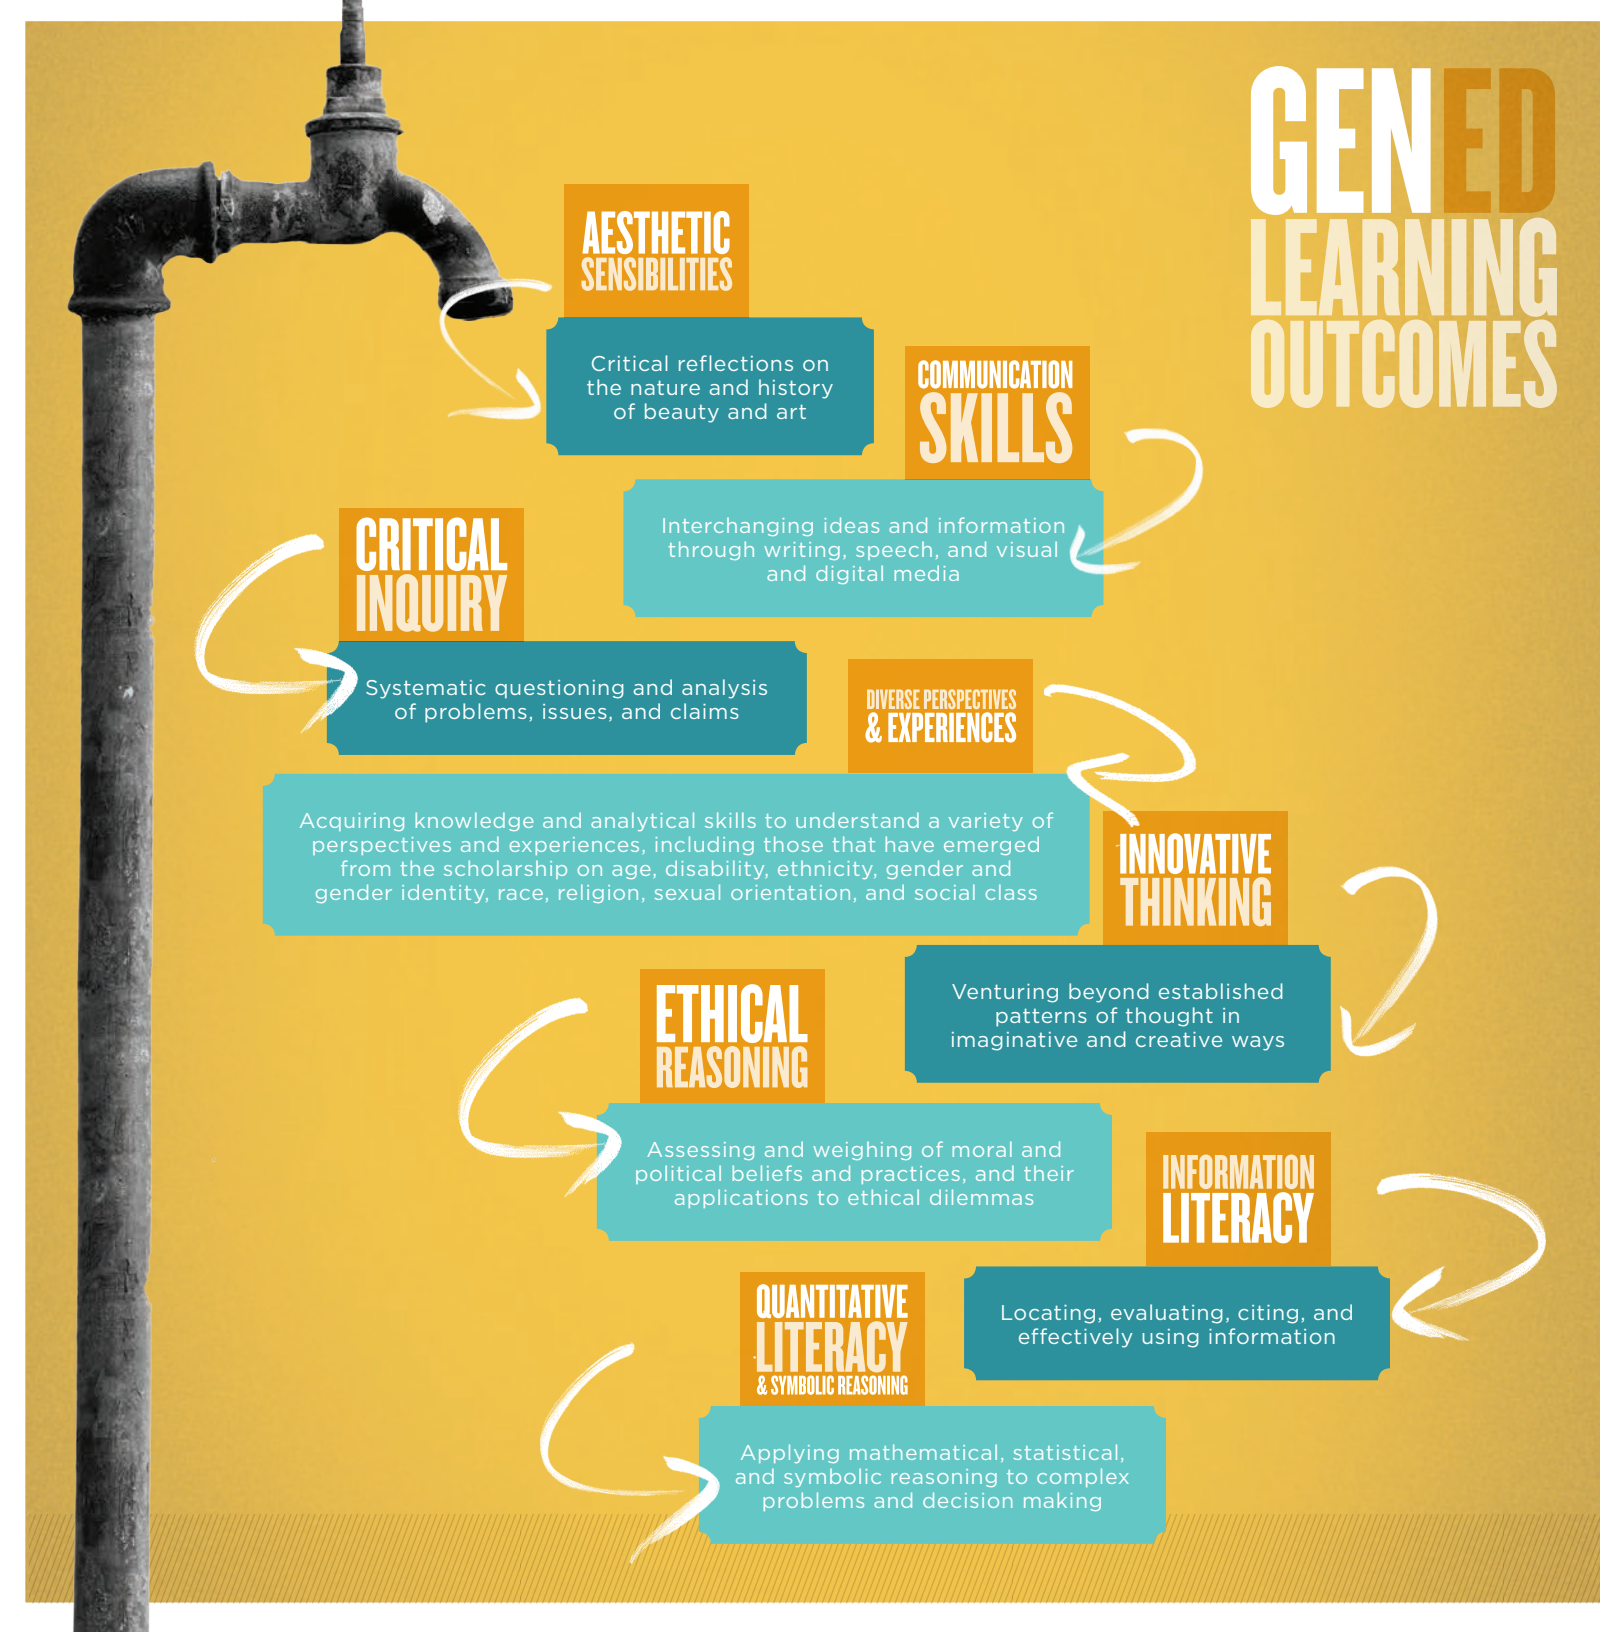 GENED
LEARNING
OUTCOMES
AESTHETIC
SENSIBILITIES
Critical reflections on
the nature and history
of beauty and art
COMMUNICATION
SKILLS
Interchanging ideas and information
through writing, speech, and visual
and digital media
CRITICAL
INQUIRY
Systematic questioning and analysis
of problems, issues, and claims
DIVERSE PERSPECTIVES
& EXPERIENCES
Acquiring knowledge and analytical skills to understand a variety of
perspectives and experiences, including those that have emerged
from the scholarship on age, disability, ethnicity, gender and
gender identity, race, religion, sexual orientation, and social class
INNOVATIVE
THINKING
Venturing beyond established
patterns of thought in
imaginative and creative ways
ETHICAL
REASONING
Assessing and weighing of moral and
political beliefs and practices, and their
applications to ethical dilemmas
INFORMATION
LITERACY
Locating, evaluating, citing, and
effectively using information
QUANTITATIVE
LITERACY
& SYMBOLIC REASONING
Applying mathematical, statistical,
and symbolic reasoning to complex
problems and decision making